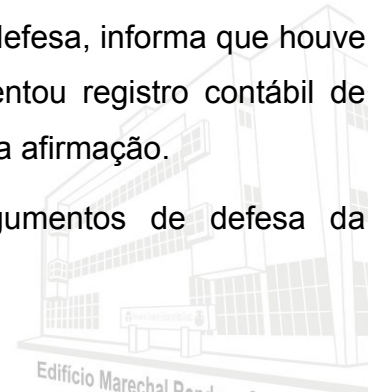 defesa, informa que houve
entou registro contábil de
a afirmação.
gumentos de defesa da
Edifício Marechal